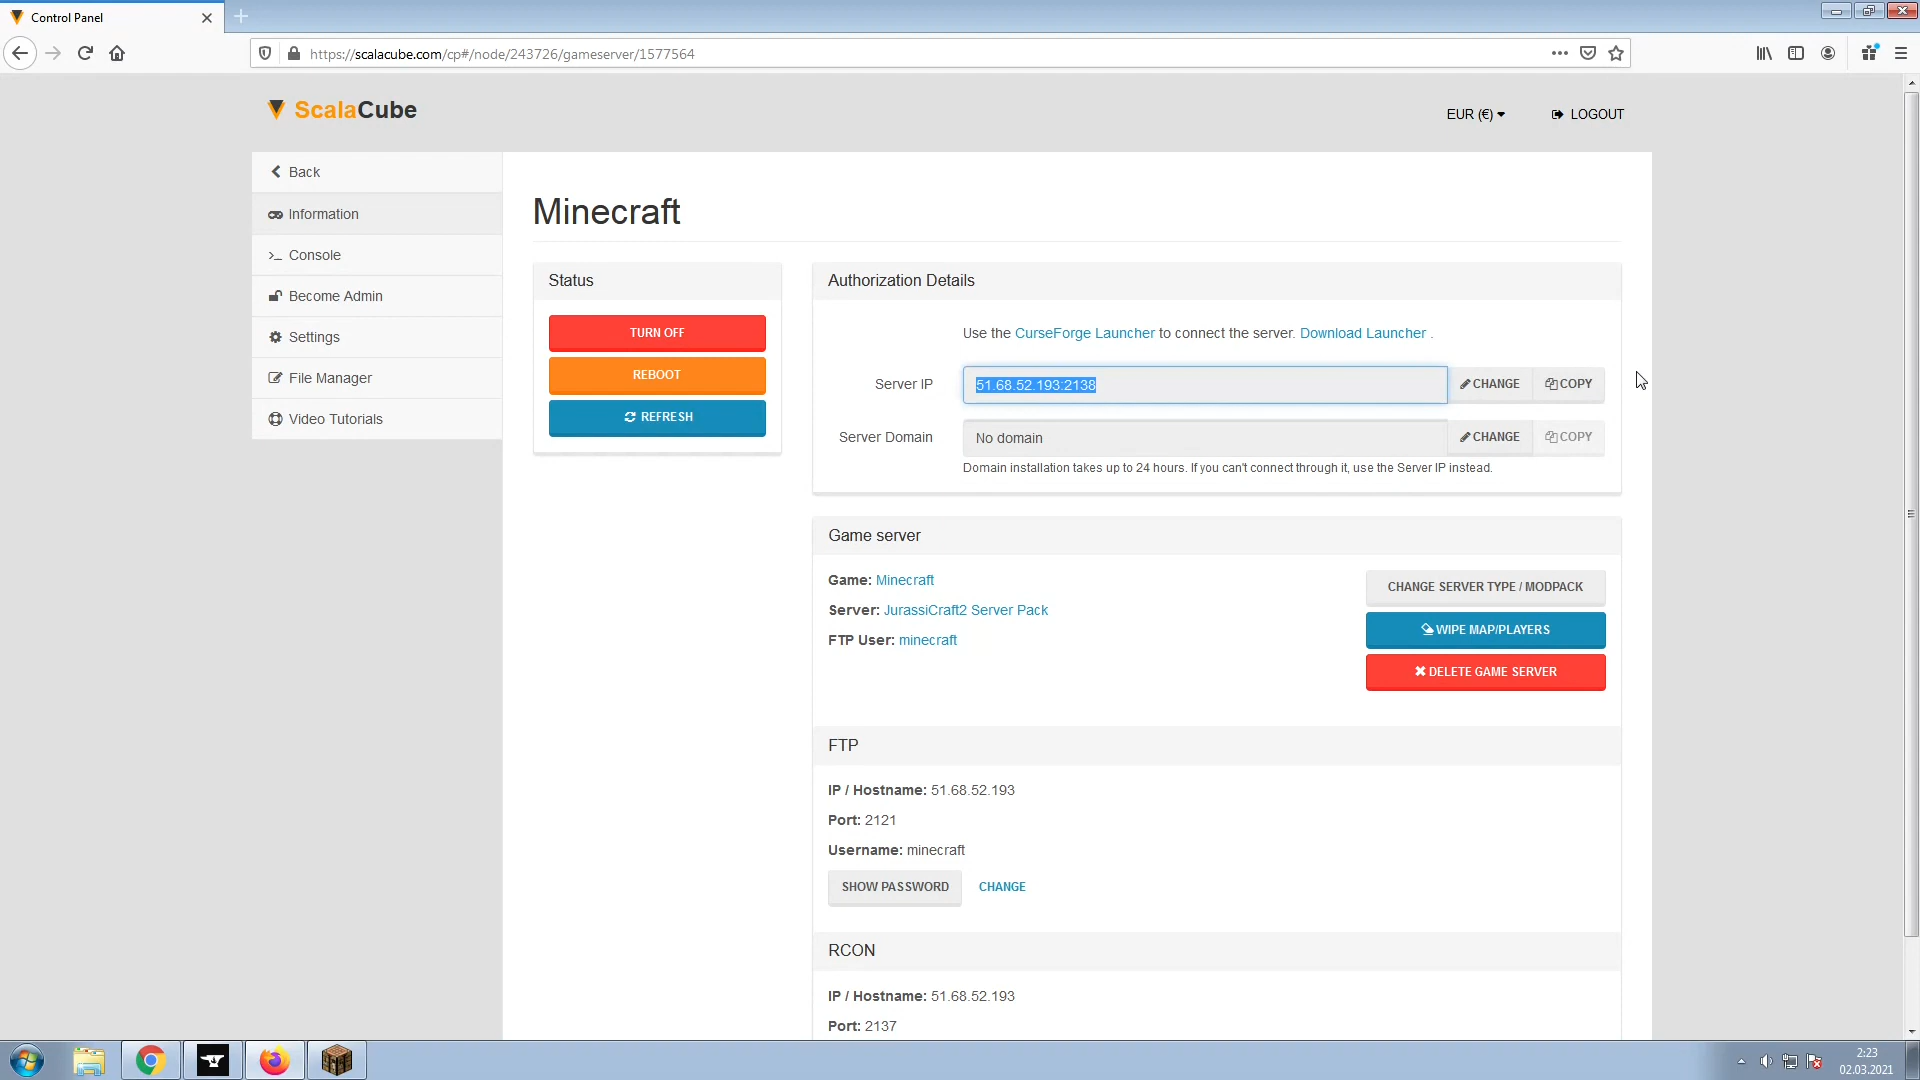 Control Panel
https://scalacube.com/cp#/node/243726/gameserver/1577564
ScalaCube
EUR (€)
LOGOUT
Back
Information
Console
Become Admin
Settings
File Manager
Video Tutorials
Minecraft
Status
TURN OFF
REBOOT
REFRESH
Authorization Details
Use the CurseForge Launcher to connect the server. Download Launcher .
Server IP
51.68.52.193:2138
CHANGE
COPY
Server Domain
No domain
CHANGE
COPY
Domain installation takes up to 24 hours. If you can't connect through it, use the Server IP instead.
Game server
Game: Minecraft
Server: JurassiCraft2 Server Pack
FTP User: minecraft
CHANGE SERVER TYPE / MODPACK
WIPE MAP/PLAYERS
DELETE GAME SERVER
FTP
IP / Hostname: 51.68.52.193
Port: 2121
Username: minecraft
SHOW PASSWORD
CHANGE
RCON
IP / Hostname: 51.68.52.193
Port: 2137
2:23
02.03.2021